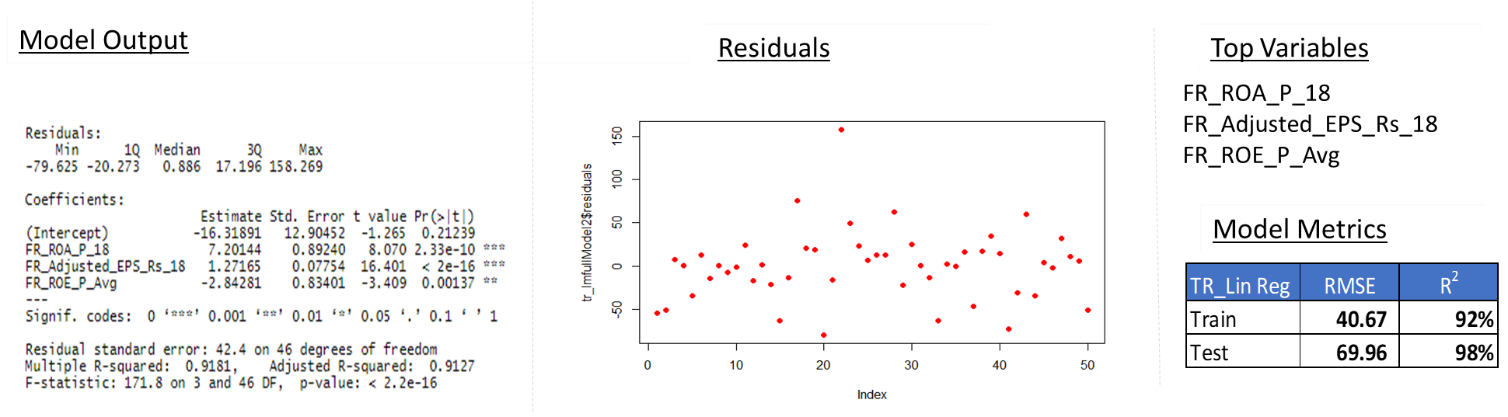 Model Output
Residuals:
Min 1Q Median 3Q Max
-79.625 -20.273 0.886 17.196 158.269
Coefficients:
Estimate Std. Error t value Pr(>|t|)
(Intercept) -16.31891 12.90452 -1.265 0.21239
FR_ROA_P_18 7.20144 0.89240 8.070 2.33e-10 ***
FR_Adjusted_EPS_Rs_18 1.27165 0.07754 16.401 < 2e-16 ***
FR_ROE_P_Avg -2.84281 0.83401 -3.409 0.00137 **
---
Signif. codes: 0 ‘***’ 0.001 ‘**’ 0.01 ‘*’ 0.05 ‘.’ 0.1 ‘ ’ 1
Residual standard error: 42.4 on 46 degrees of freedom
Multiple R-squared: 0.9181, Adjusted R-squared: 0.9127
F-statistic: 171.8 on 3 and 46 DF, p-value: < 2.2e-16
Residuals
tr_lmfullModel2$residuals
150
100
50
0
-50
0 10 20 30 40 50
Index
Top Variables
FR_ROA_P_18
FR_Adjusted_EPS_Rs_18
FR_ROE_P_Avg
Model Metrics
TR_Lin Reg RMSE R²
Train 40.67 92%
Test 69.96 98%